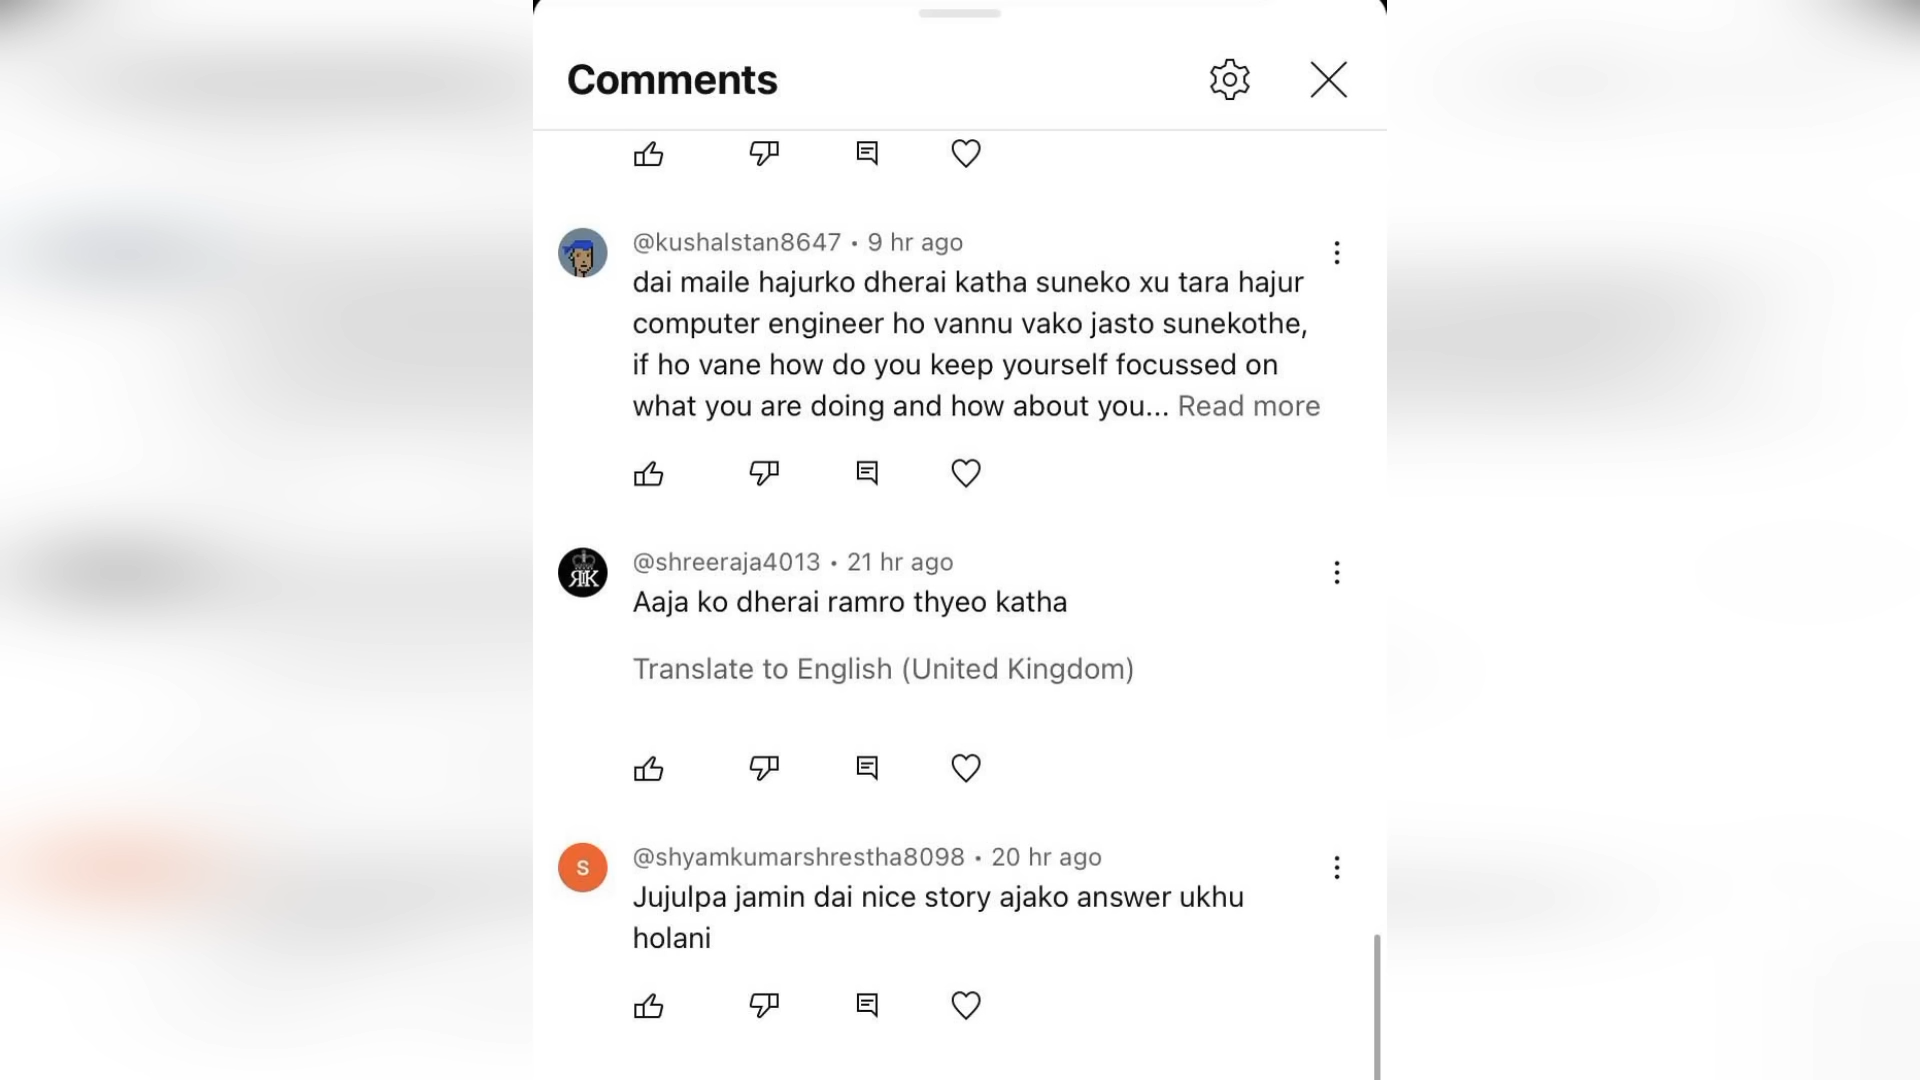 Comments
@kushalstan8647 • 9 hr ago
dai maile hajurko dherai katha suneko xu tara hajur
computer engineer ho vannu vako jasto sunekothe,
if ho vane how do you keep yourself focussed on
what you are doing and how about you... Read more
RK
@shreeraja4013 • 21 hr ago
Aaja ko dherai ramro thyeo katha
Translate to English (United Kingdom)
S
@shyamkumarshrestha8098 • 20 hr ago
Jujulpa jamin dai nice story ajako answer ukhu
holani